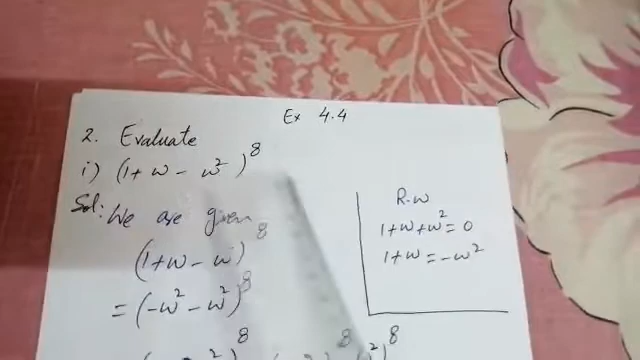 Ex 4.4
2. Evaluate
i) (1+ω-ω²)⁸
Sol: We are given
(1+ω-ω)⁸
=(-ω²-ω²)⁸
R.W
1+ω+ω²=0
1+ω=-ω²